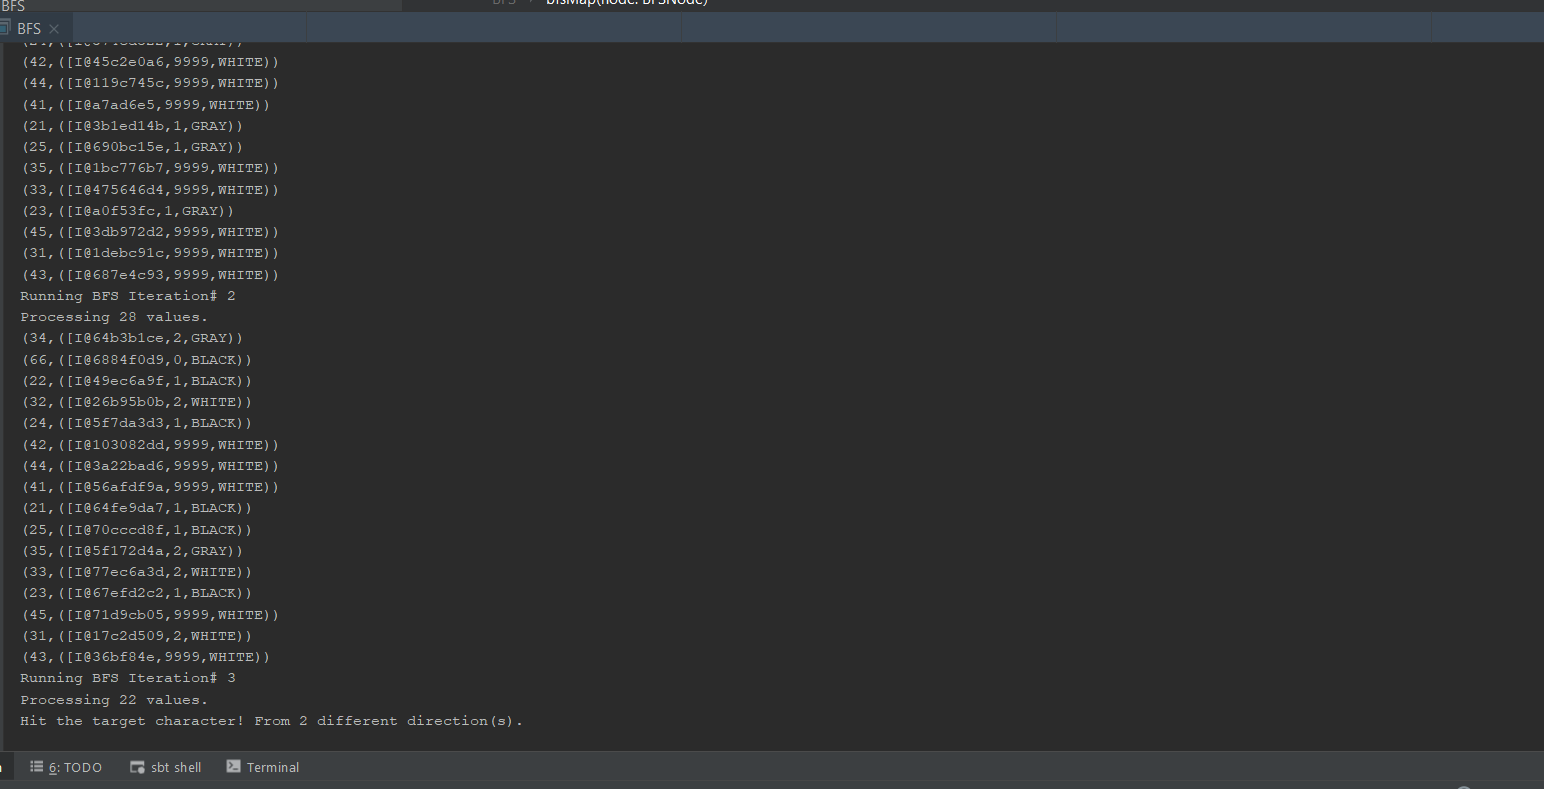 BFS
BFS
BFS
(42,([I@45c2e0a6,9999,WHITE))
(44,([I@119c745c,9999,WHITE))
(41,([I@a7ad6e5,9999,WHITE))
(21,([I@3b1ed14b,1,GRAY))
(25,([I@690bc15e,1,GRAY))
(35,([I@1bc776b7,9999,WHITE))
(33,([I@475646d4,9999,WHITE))
(23,([I@a0f53fc,1,GRAY))
(45,([I@3db972d2,9999,WHITE))
(31,([I@1debc91c,9999,WHITE))
(43,([I@687e4c93,9999,WHITE))
Running BFS Iteration# 2
Processing 28 values.
(34,([I@64b3b1ce,2,GRAY))
(66,([I@6884f0d9,0,BLACK))
(22,([I@49ec6a9f,1,BLACK))
(32,([I@26b95b0b,2,WHITE))
(24,([I@5f7da3d3,1,BLACK))
(42,([I@103082dd,9999,WHITE))
(44,([I@3a22bad6,9999,WHITE))
(41,([I@56afdf9a,9999,WHITE))
(21,([I@64fe9da7,1,BLACK))
(25,([I@70cccd8f,1,BLACK))
(35,([I@5f172d4a,2,GRAY))
(33,([I@77ec6a3d,2,WHITE))
(23,([I@67efd2c2,1,BLACK))
(45,([I@71d9cb05,9999,WHITE))
(31,([I@17c2d509,2,WHITE))
(43,([I@36bf84e,9999,WHITE))
Running BFS Iteration# 3
Processing 22 values.
Hit the target character! From 2 different direction(s).
6: TODO sbt shell Terminal